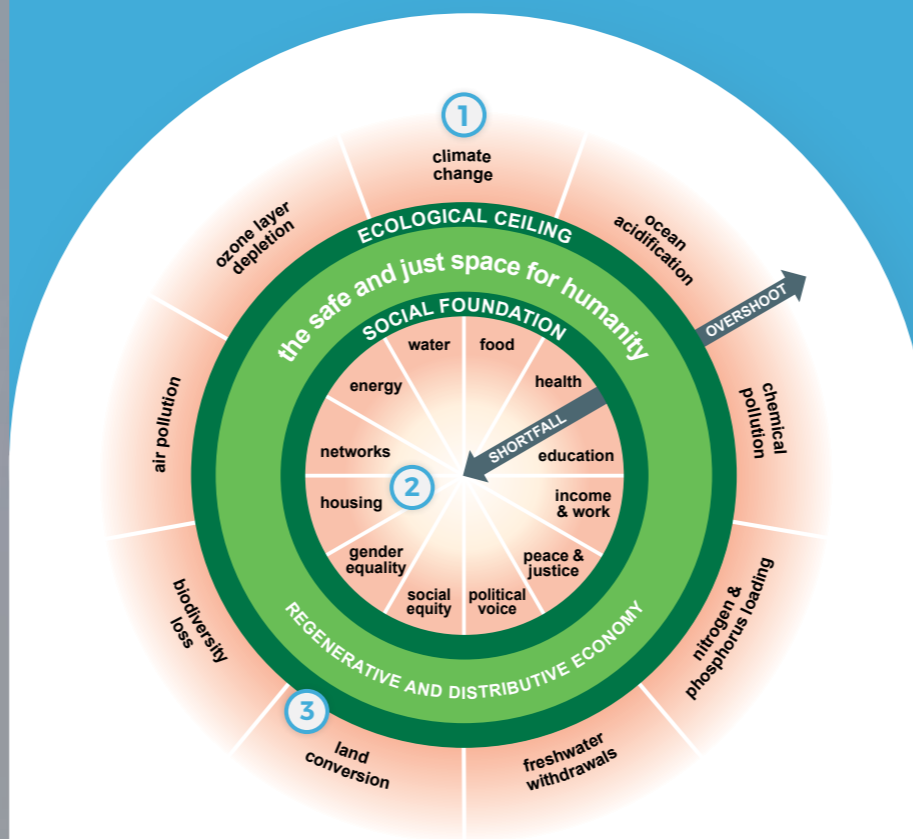 1
climate
change
ozone layer
depletion
ocean
acidification
ECOLOGICAL CEILING
the safe and just space for humanity
OVERSHOOT
SOCIAL FOUNDATION
water
food
energy
health
air pollution
chemical
pollution
SHORTFALL
networks
education
2
housing
income
& work
gender
equality
peace &
justice
social
equity
political
voice
biodiversity
loss
nitrogen &
phosphorus loading
REGENERATIVE AND DISTRIBUTIVE ECONOMY
3
land
conversion
freshwater
withdrawals